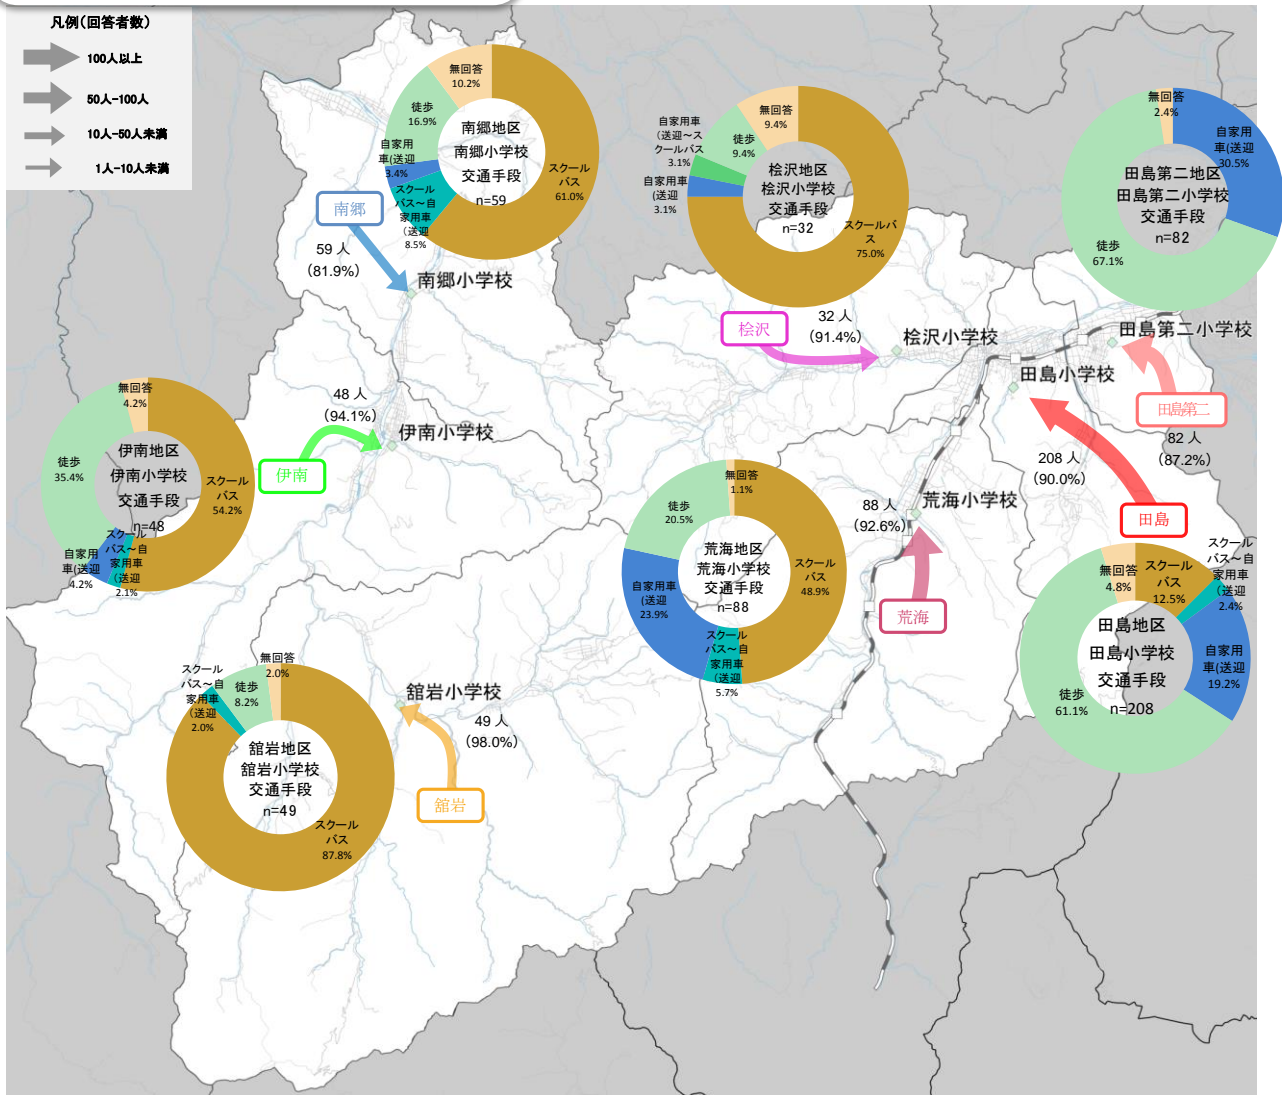 凡例(回答者数)
100人以上
50人-100人
10人-50人未満
1人-10人未満
無回答
10.2%
徒歩
16.9%
自家用
車(送迎
3.4%
スクール
バス～自
家用車
(送迎
8.5%
スクール
バス
61.0%
南郷地区
南郷小学校
交通手段
n=59
南郷
59 人
(81.9%)
南郷小学校
自家用車
(送迎～ス
クールバス
3.1%
自家用車
(送迎
3.1%
徒歩
9.4%
無回答
9.4%
スクールバ
ス
75.0%
桧沢地区
桧沢小学校
交通手段
n=32
桧沢
32 人
(91.4%)
桧沢小学校
無回答
2.4%
自家用
車(送迎
30.5%
徒歩
67.1%
田島第二地区
田島第二小学校
交通手段
n=82
田島第二小学校
田島第二
82 人
(87.2%)
田島小学校
208 人
(90.0%)
田島
無回答
4.2%
徒歩
35.4%
スクール
バス
54.2%
自家用
車(送迎
4.2%
スクール
バス～自
家用車
(送迎
2.1%
伊南地区
伊南小学校
交通手段
n=48
48 人
(94.1%)
伊南
伊南小学校
無回答
1.1%
徒歩
20.5%
自家用車
(送迎
23.9%
スクール
バス～自
家用車
(送迎
5.7%
スクール
バス
48.9%
荒海地区
荒海小学校
交通手段
n=88
88 人
(92.6%)
荒海小学校
荒海
無回答
4.8%
スクール
バス
12.5%
スクール
バス～自
家用車
(送迎
2.4%
自家用
車(送迎
19.2%
徒歩
61.1%
田島地区
田島小学校
交通手段
n=208
スクール
バス～自
家用車
(送迎
2.0%
徒歩
8.2%
無回答
2.0%
スクール
バス
87.8%
舘岩地区
舘岩小学校
交通手段
n=49
舘岩小学校
49 人
(98.0%)
舘岩